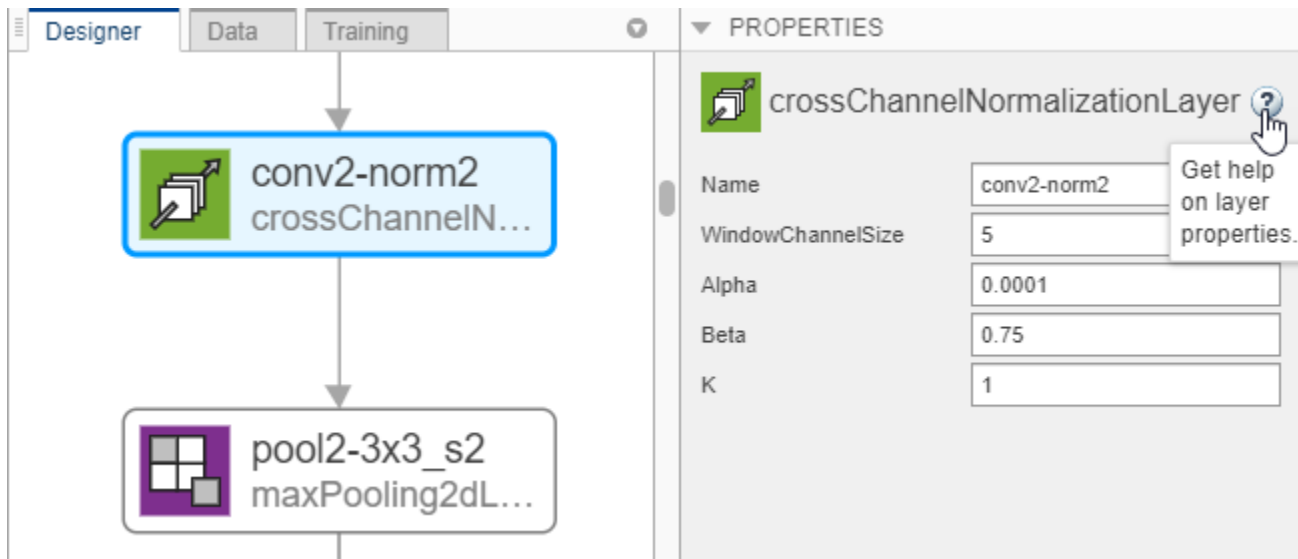 Designer
Data
Training
conv2-norm2
crossChannelN...
pool2-3x3_s2
maxPooling2dL...
PROPERTIES
crossChannelNormalizationLayer ?
Get help
on layer
properties.
Name conv2-norm2
WindowChannelSize 5
Alpha 0.0001
Beta 0.75
K 1